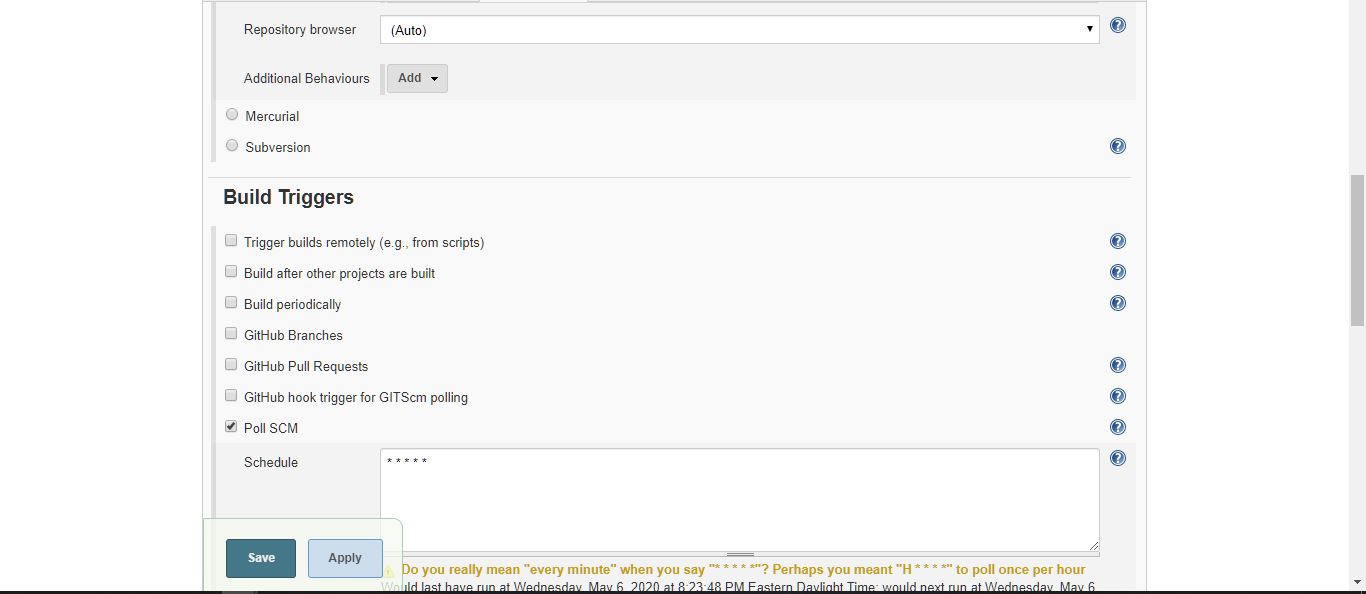 Repository browser
(Auto)
Additional Behaviours
Add
Mercurial
Subversion
Build Triggers
Trigger builds remotely (e.g., from scripts)
Build after other projects are built
Build periodically
GitHub Branches
GitHub Pull Requests
GitHub hook trigger for GITScm polling
Poll SCM
Schedule
* * * * *
Save
Apply
Do you really mean "every minute" when you say "* * * * *"? Perhaps you meant "H * * * *" to poll once per hour
Would last have run at Wednesday, May 6, 2020 at 8:23:48 PM Eastern Daylight Time; would next run at Wednesday, May 6,